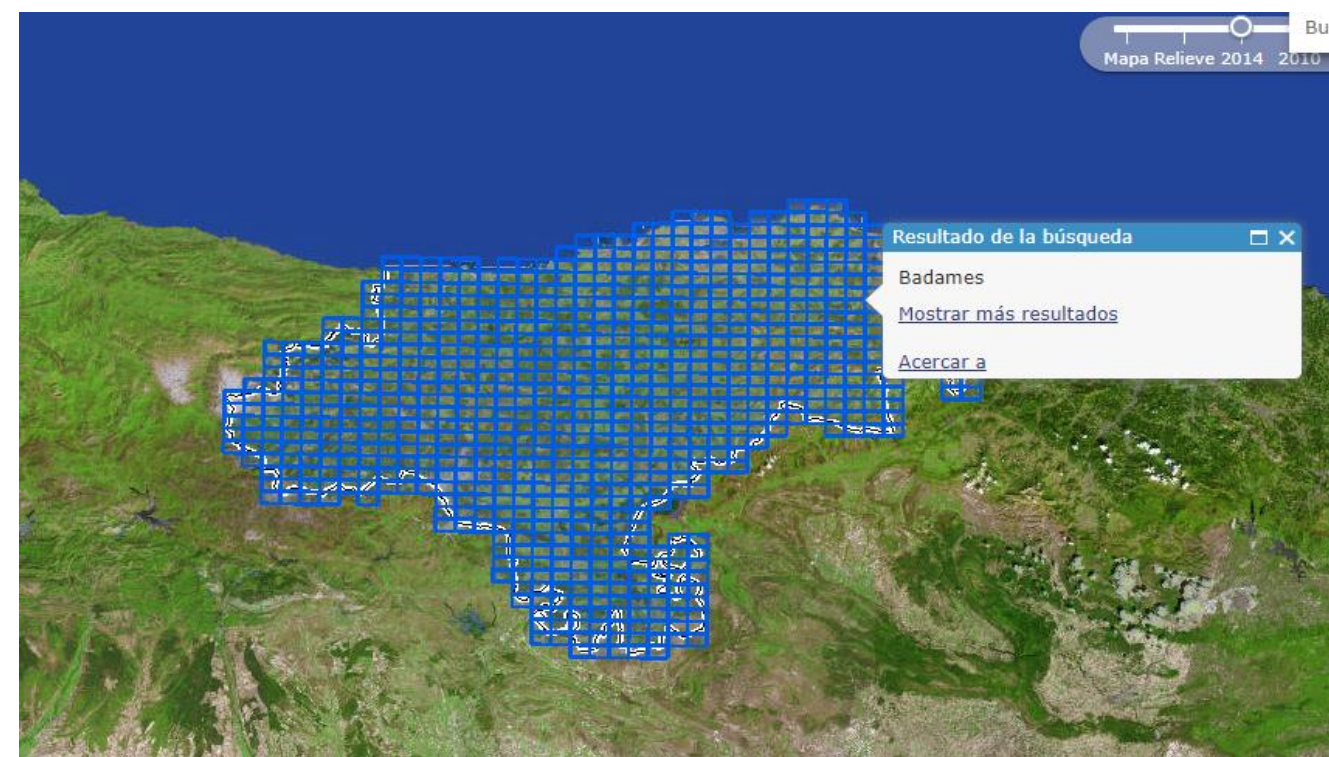 Bu
Mapa Relieve 2014 2010
Resultado de la búsqueda
Badames
Mostrar más resultados
Acercar a